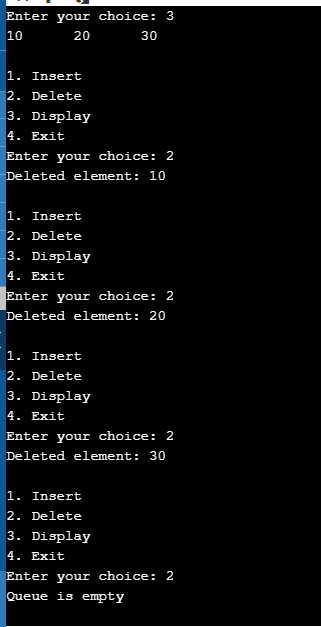 Enter your choice: 3
10      20      30
1. Insert
2. Delete
3. Display
4. Exit
Enter your choice: 2
Deleted element: 10
1. Insert
2. Delete
3. Display
4. Exit
Enter your choice: 2
Deleted element: 20
1. Insert
2. Delete
3. Display
4. Exit
Enter your choice: 2
Deleted element: 30
1. Insert
2. Delete
3. Display
4. Exit
Enter your choice: 2
Queue is empty